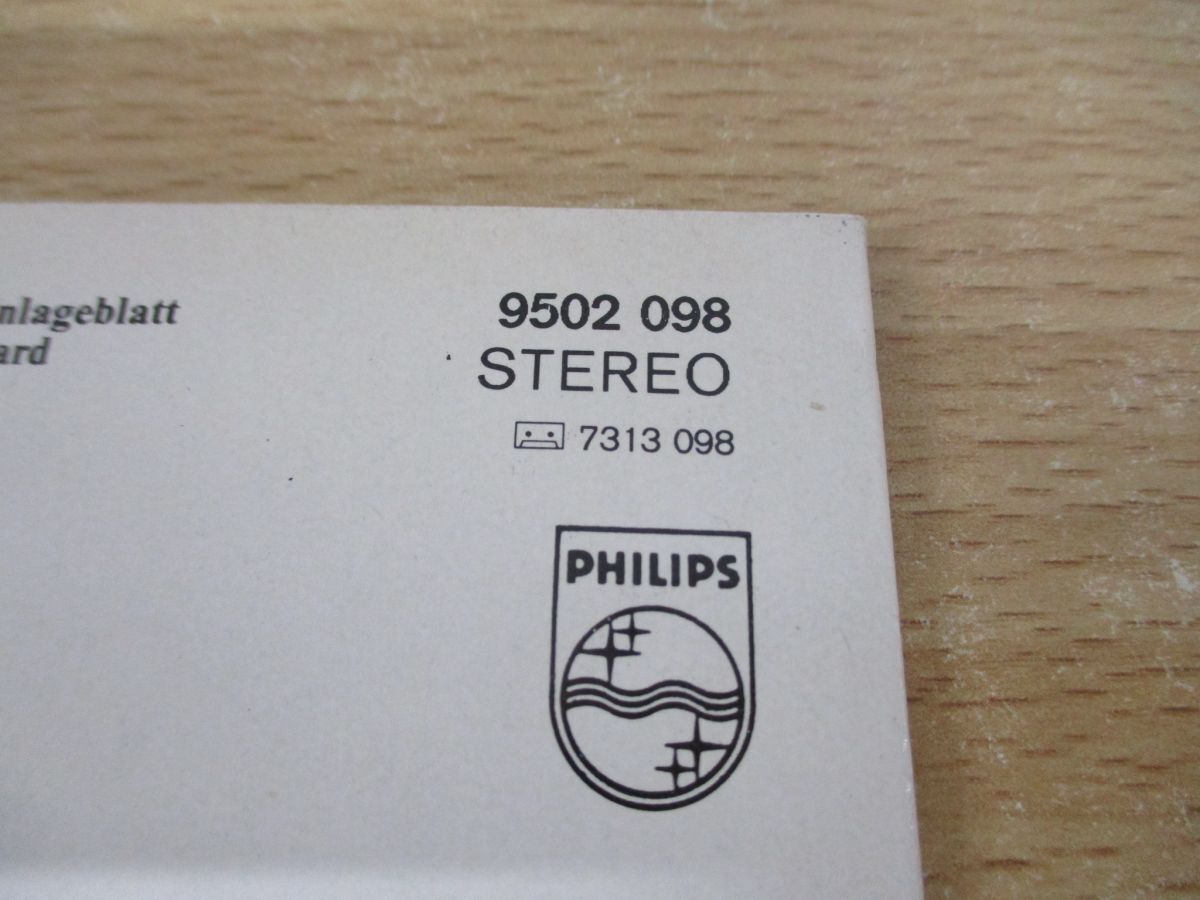 nlageblatt
ard
9502 098
STEREO
7313 098
PHILIPS